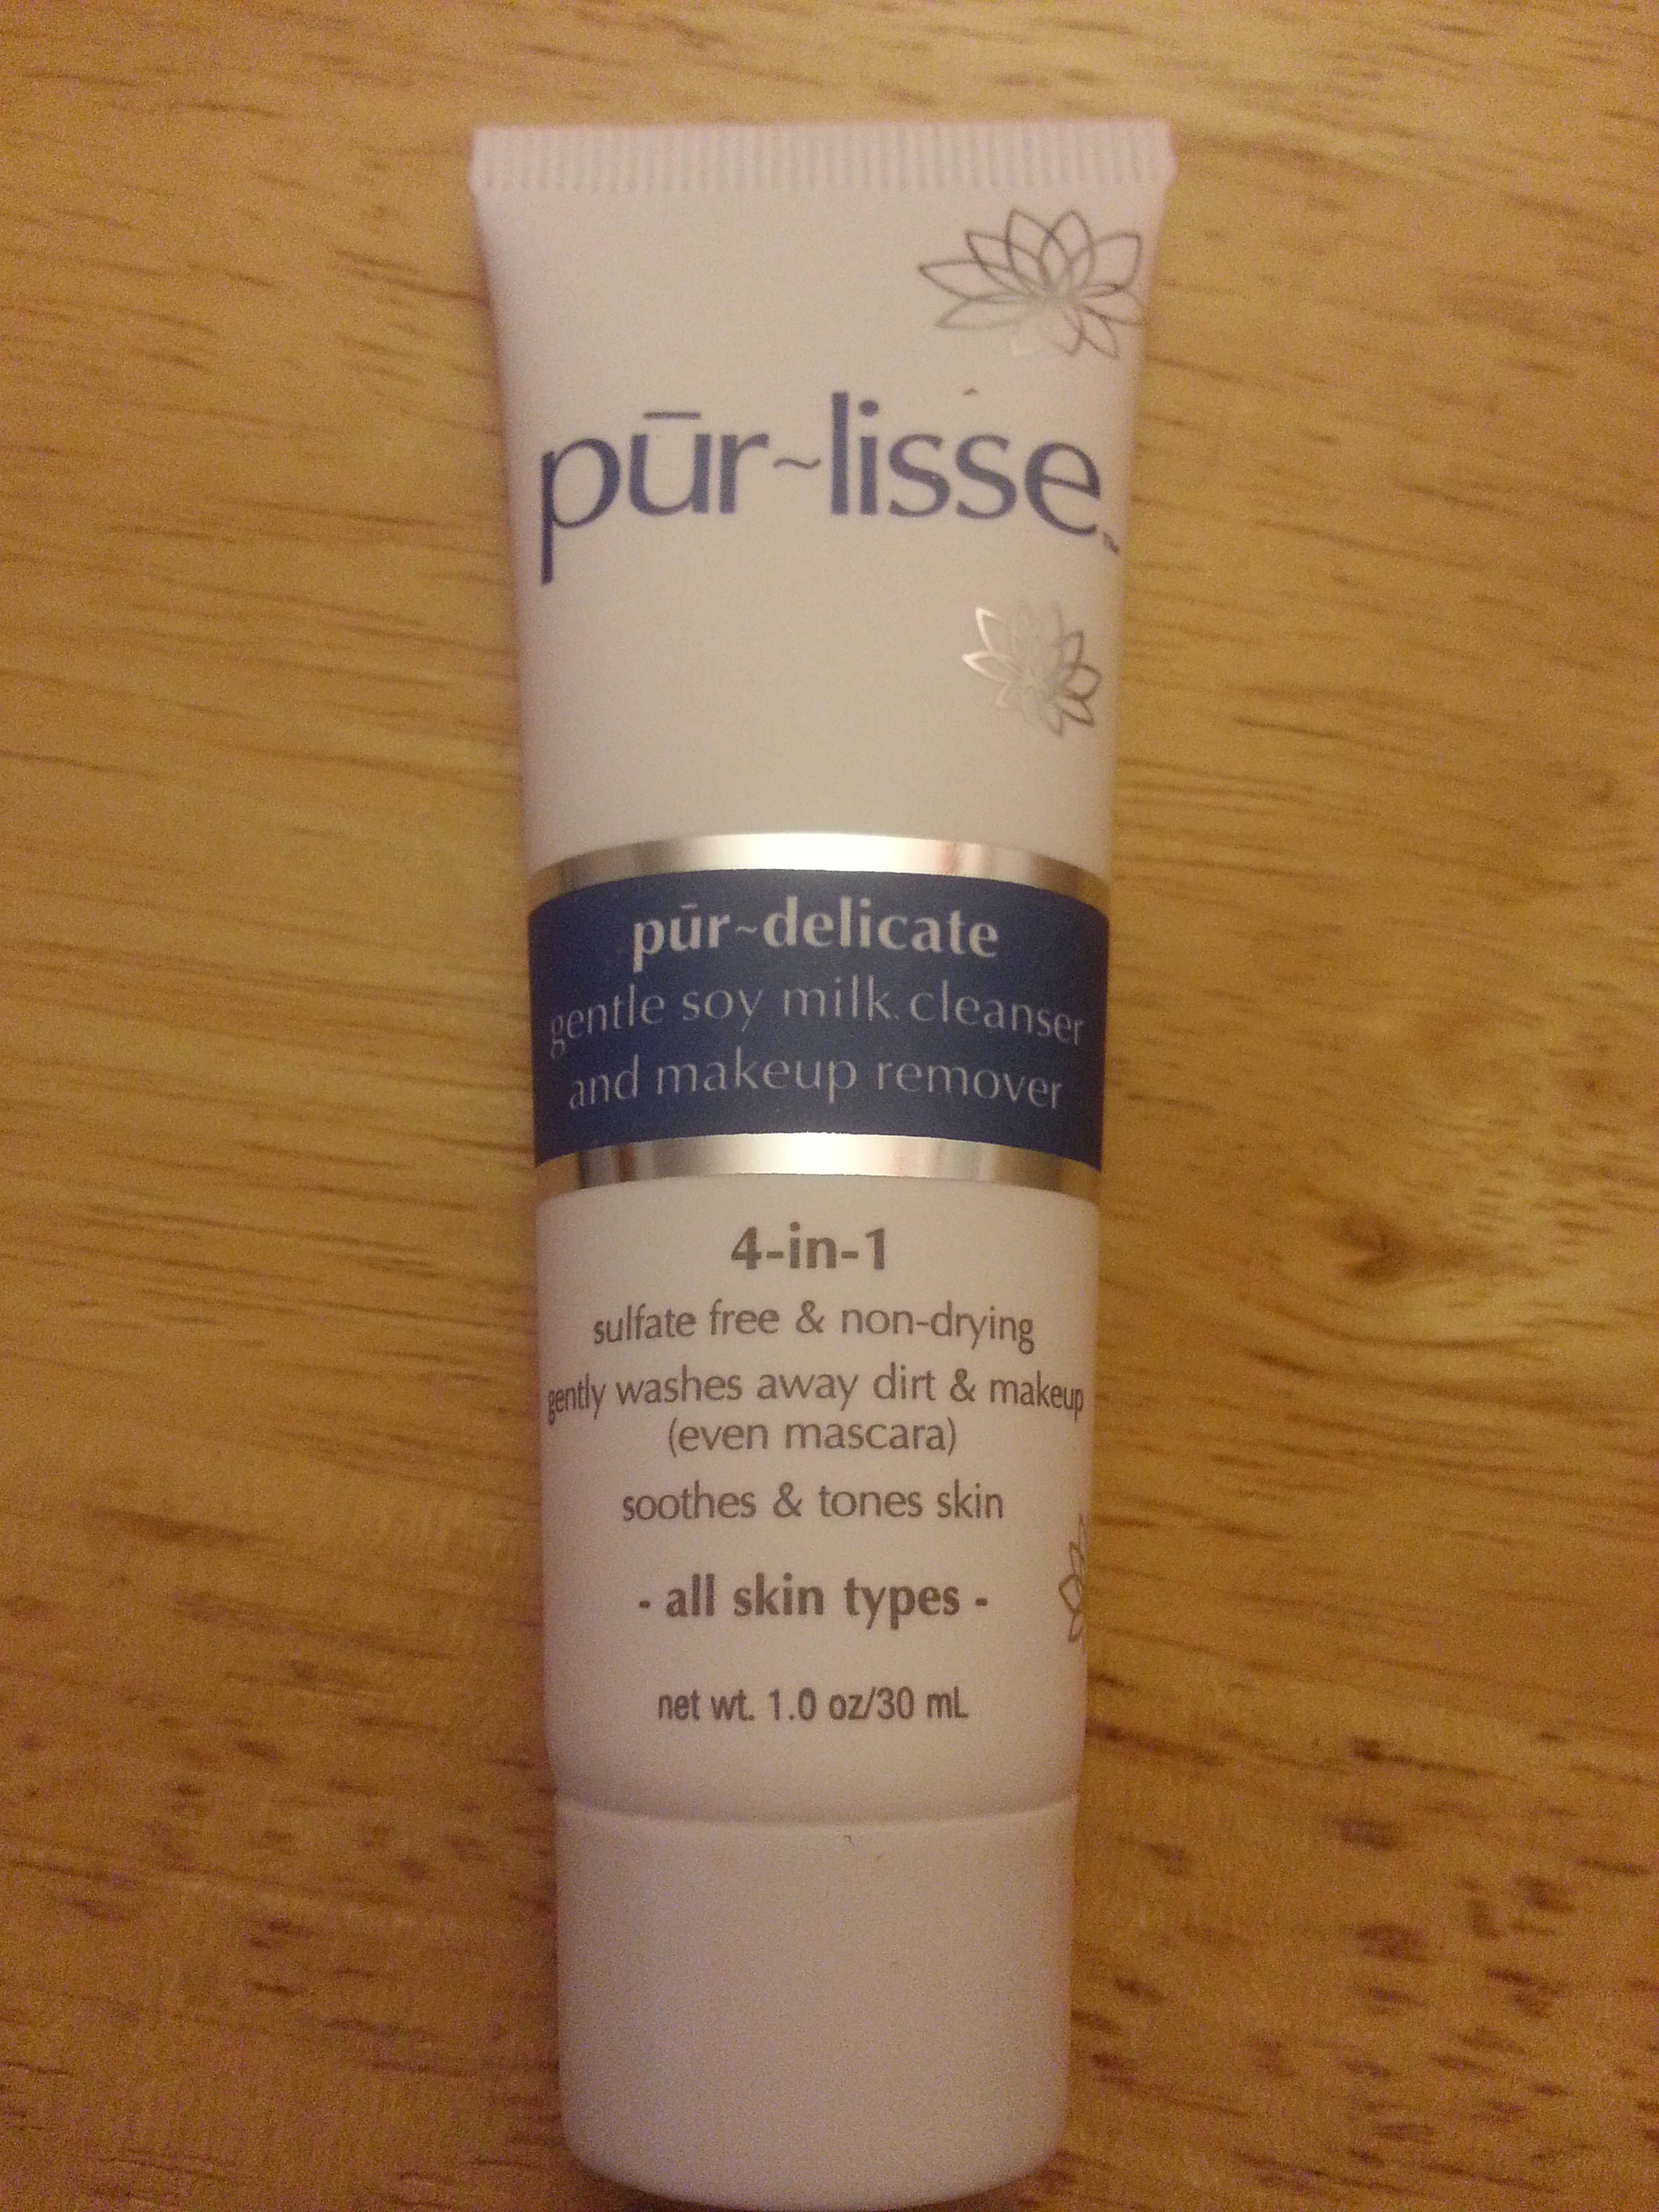 pūr~lisse™
pūr~delicate
gentle soy milk cleanser
and makeup remover
4-in-1
sulfate free & non-drying
gently washes away dirt & makeup
(even mascara)
soothes & tones skin
- all skin types -
net wt. 1.0 oz/30 mL